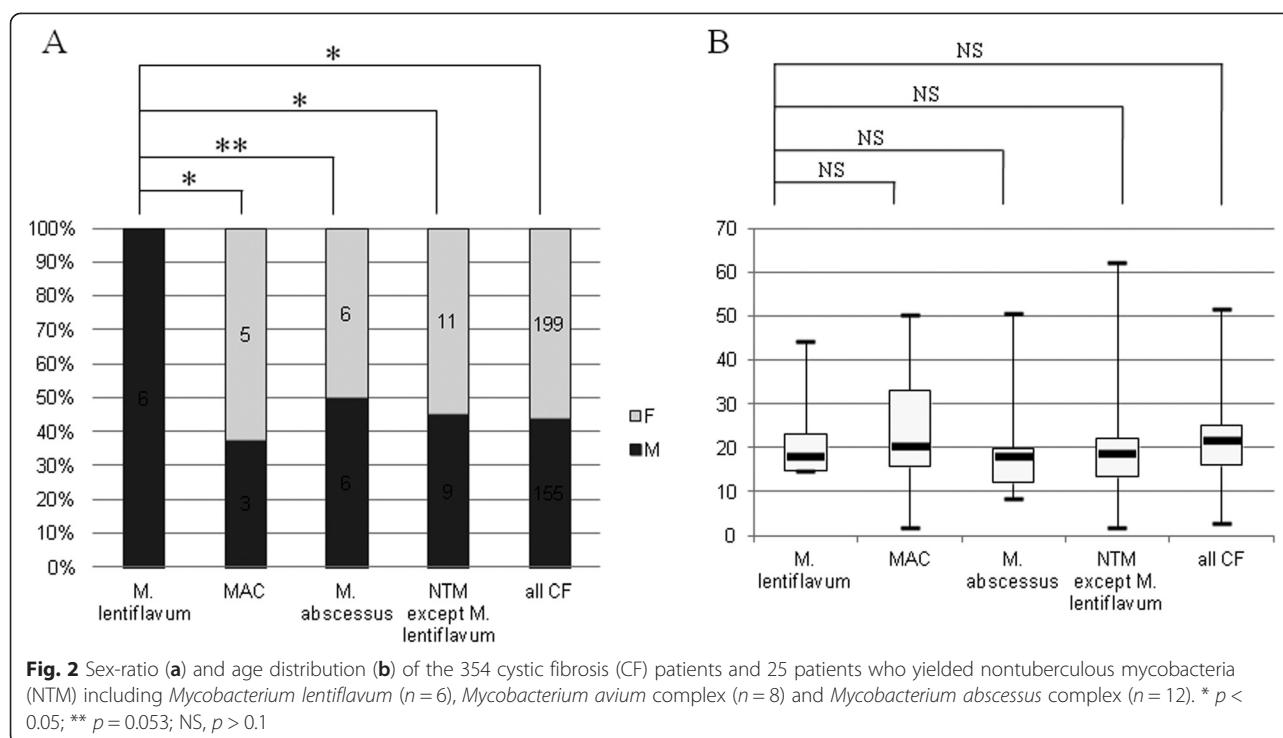 A
B
*
*
**
*
NS
NS
NS
NS
100%
90%
80%
70%
60%
50%
40%
30%
20%
10%
0%
6
5
3
6
6
11
9
199
155
F
M
M. lentiflavum
MAC
M. abscessus
NTM except M. lentiflavum
all CF
70
60
50
40
30
20
10
0
M. lentiflavum
MAC
M. abscessus
NTM except M. lentiflavum
all CF
Fig. 2 Sex-ratio (a) and age distribution (b) of the 354 cystic fibrosis (CF) patients and 25 patients who yielded nontuberculous mycobacteria
(NTM) including Mycobacterium lentiflavum (n = 6), Mycobacterium avium complex (n = 8) and Mycobacterium abscessus complex (n = 12). * p <
0.05; ** p = 0.053; NS, p > 0.1